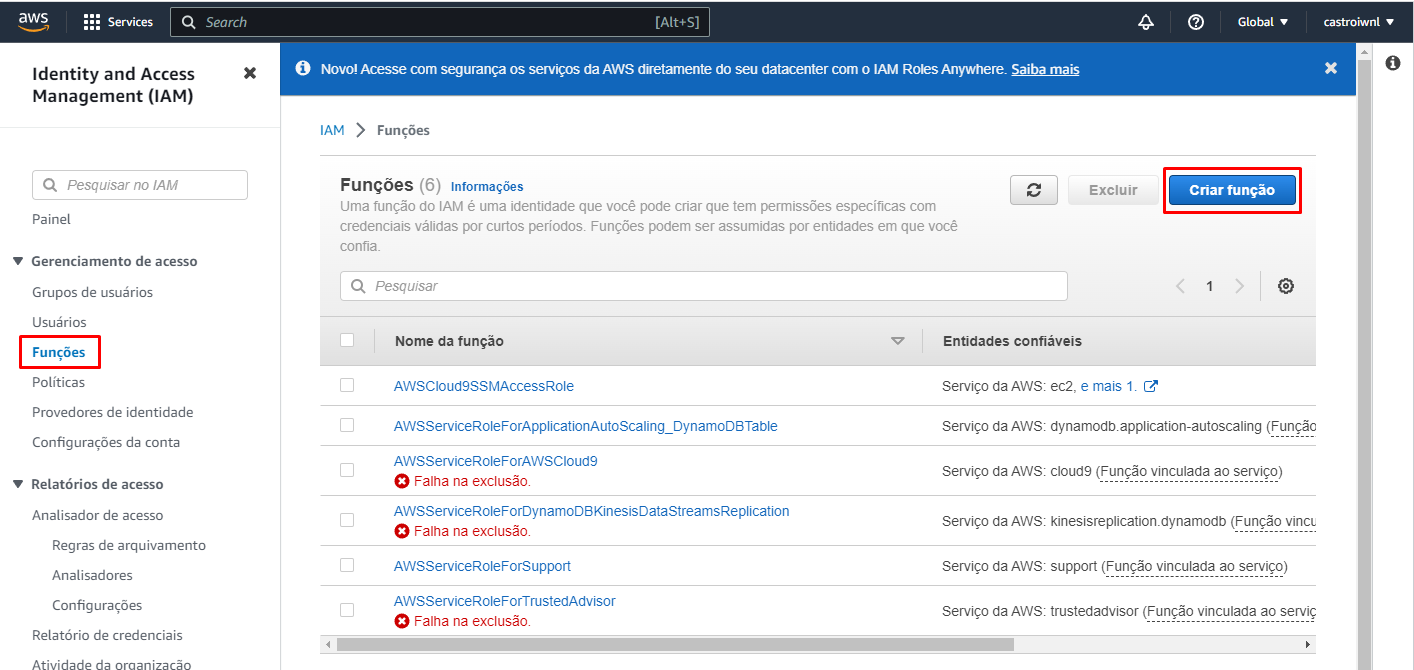 aws
Services
Search
[Alt+S]
Global
castroiwnl
Identity and Access
Management (IAM)
Pesquisar no IAM
Painel
Gerenciamento de acesso
Grupos de usuários
Usuários
Funções
Políticas
Provedores de identidade
Configurações da conta
Relatórios de acesso
Analisador de acesso
Regras de arquivamento
Analisadores
Configurações
Relatório de credenciais
Atividade da organização
Novo! Acesse com segurança os serviços da AWS diretamente do seu datacenter com o IAM Roles Anywhere. Saiba mais
IAM > Funções
Funções (6) Informações
Uma função do IAM é uma identidade que você pode criar que tem permissões específicas com
credenciais válidas por curtos períodos. Funções podem ser assumidas por entidades em que você
confia.
Excluir
Criar função
Pesquisar
1
Nome da função
Entidades confiáveis
AWSCloud9SSMAccessRole
Serviço da AWS: ec2, e mais 1.
AWSServiceRoleForApplicationAutoScaling_DynamoDBTable
Serviço da AWS: dynamodb.application-autoscaling (Função
AWSServiceRoleForAWSCloud9
Falha na exclusão.
Serviço da AWS: cloud9 (Função vinculada ao serviço)
AWSServiceRoleForDynamoDBKinesisDataStreamsReplication
Falha na exclusão.
Serviço da AWS: kinesisreplication.dynamodb (Função vincu
AWSServiceRoleForSupport
Serviço da AWS: support (Função vinculada ao serviço)
AWSServiceRoleForTrustedAdvisor
Falha na exclusão.
Serviço da AWS: trustedadvisor (Função vinculada ao serviç